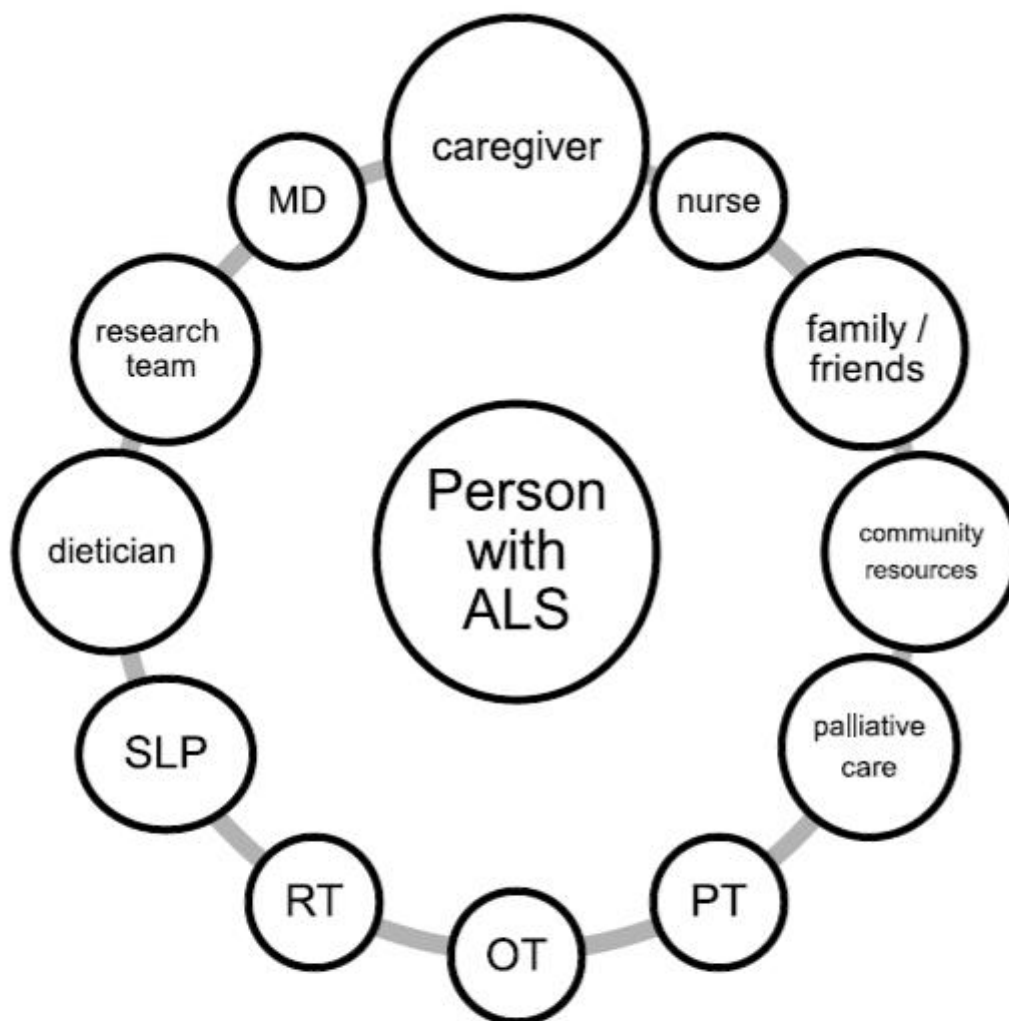 caregiver
MD
nurse
research
team
family /
friends
Person
with
ALS
dietician
community
resources
SLP
palliative
care
RT
PT
OT